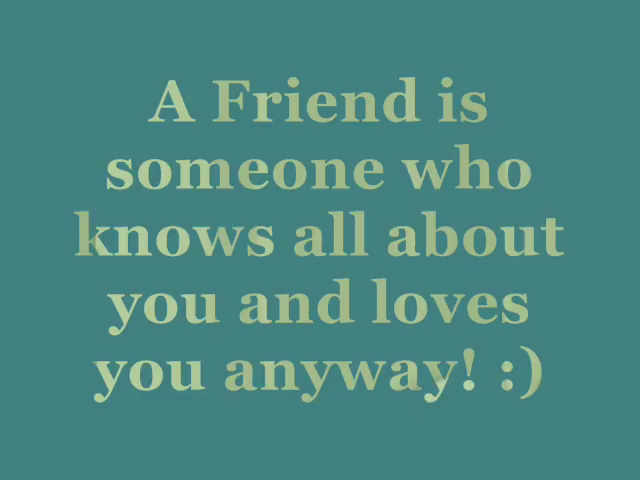 A Friend is
someone who
knows all about
you and loves
you anyway! :)